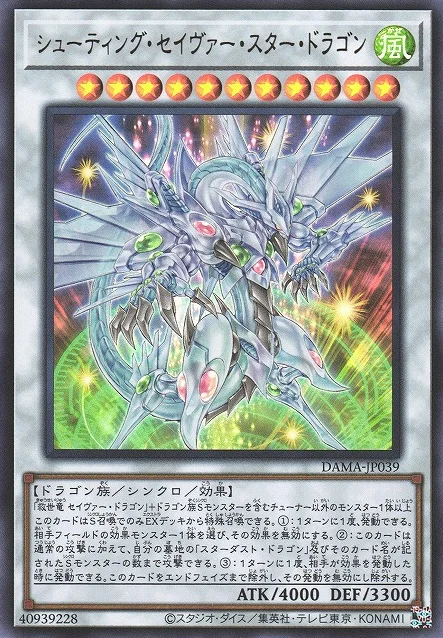 シューティング・セイヴァー・スター・ドラゴン
風
DAMA-JP039
【ドラゴン族／シンクロ／効果】
「救世竜 セイヴァー・ドラゴン」＋ドラゴン族Sモンスターを含むチューナー以外のモンスター1体以上
このカードはS召喚でのみEXデッキから特殊召喚できる。①：1ターンに1度、発動できる。
相手フィールドの効果モンスター1体を選び、その効果を無効にする。②：このカードは
通常の攻撃に加えて、自分の墓地の「スターダスト・ドラゴン」及びそのカード名が記
されたSモンスターの数まで攻撃できる。③：1ターンに1度、相手が効果を発動し
た時に発動できる。このカードをエンドフェイズまで除外し、その発動を無効にし除外する。
ATK/4000 DEF/3300
40939228
©スタジオ・ダイス／集英社・テレビ東京・KONAMI